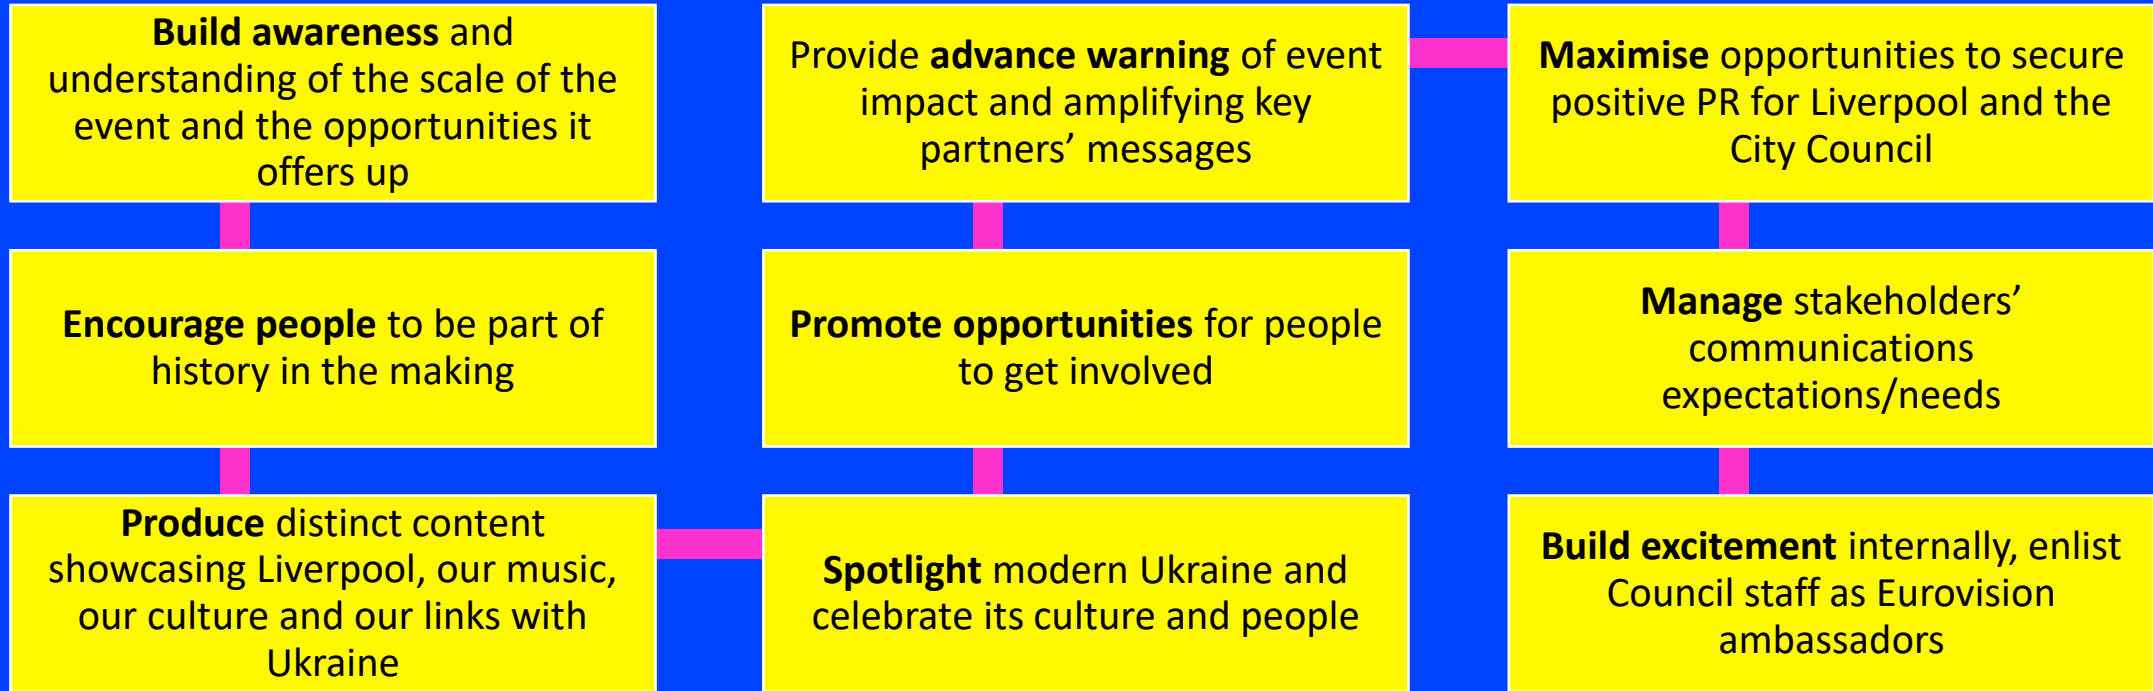 Build awareness and
understanding of the scale of the
event and the opportunities it
offers up
Encourage people to be part of
history in the making
Produce distinct content
showcasing Liverpool, our music,
our culture and our links with
Ukraine
Spotlight modern Ukraine and
celebrate its culture and people
Promote opportunities for people
to get involved
Provide advance warning of event
impact and amplifying key
partners’ messages
Maximise opportunities to secure
positive PR for Liverpool and the
City Council
Manage stakeholders’
communications
expectations/needs
Build excitement internally, enlist
Council staff as Eurovision
ambassadors